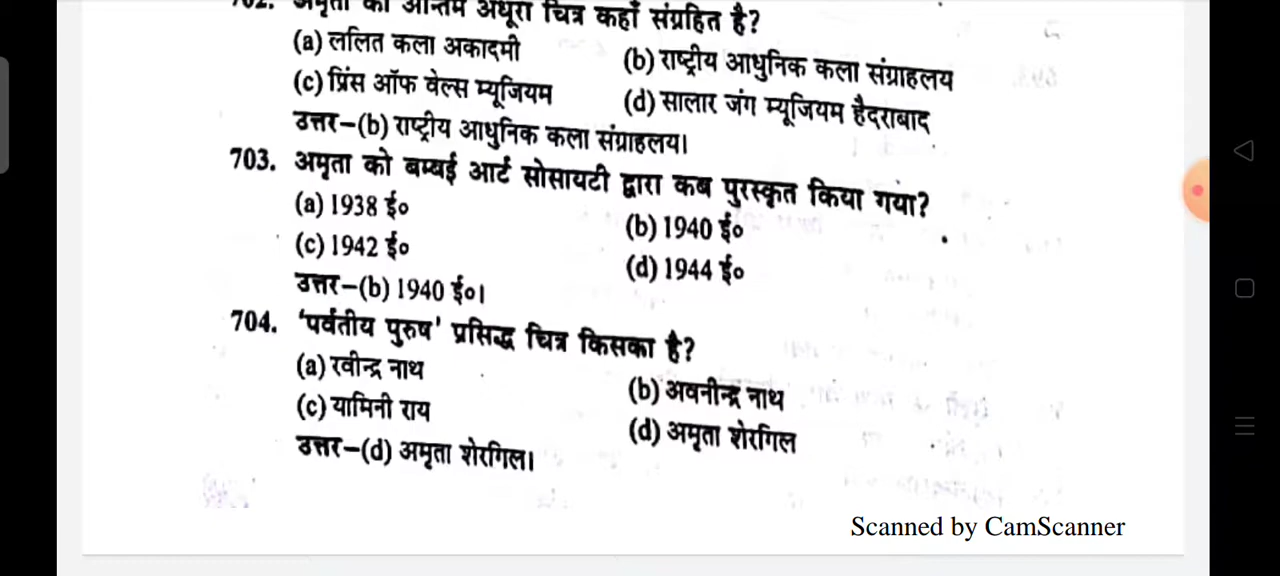 702. अमृता का अन्तिम अधूरा चित्र कहाँ संग्रहित है?
(a) ललित कला अकादमी (b) राष्ट्रीय आधुनिक कला संग्राहलय
(c) प्रिंस ऑफ वेल्स म्यूजियम (d) सालार जंग म्यूजियम हैदराबाद
उत्तर–(b) राष्ट्रीय आधुनिक कला संग्राहलय।
703. अमृता को बम्बई आर्ट सोसायटी द्वारा कब पुरस्कृत किया गया?
(a) 1938 ई० (b) 1940 ई०
(c) 1942 ई० (d) 1944 ई०
उत्तर–(b) 1940 ई०।
704. 'पर्वतीय पुरुष' प्रसिद्ध चित्र किसका है?
(a) रवीन्द्र नाथ (b) अवनीन्द्र नाथ
(c) यामिनी राय (d) अमृता शेरगिल
उत्तर–(d) अमृता शेरगिल।
Scanned by CamScanner